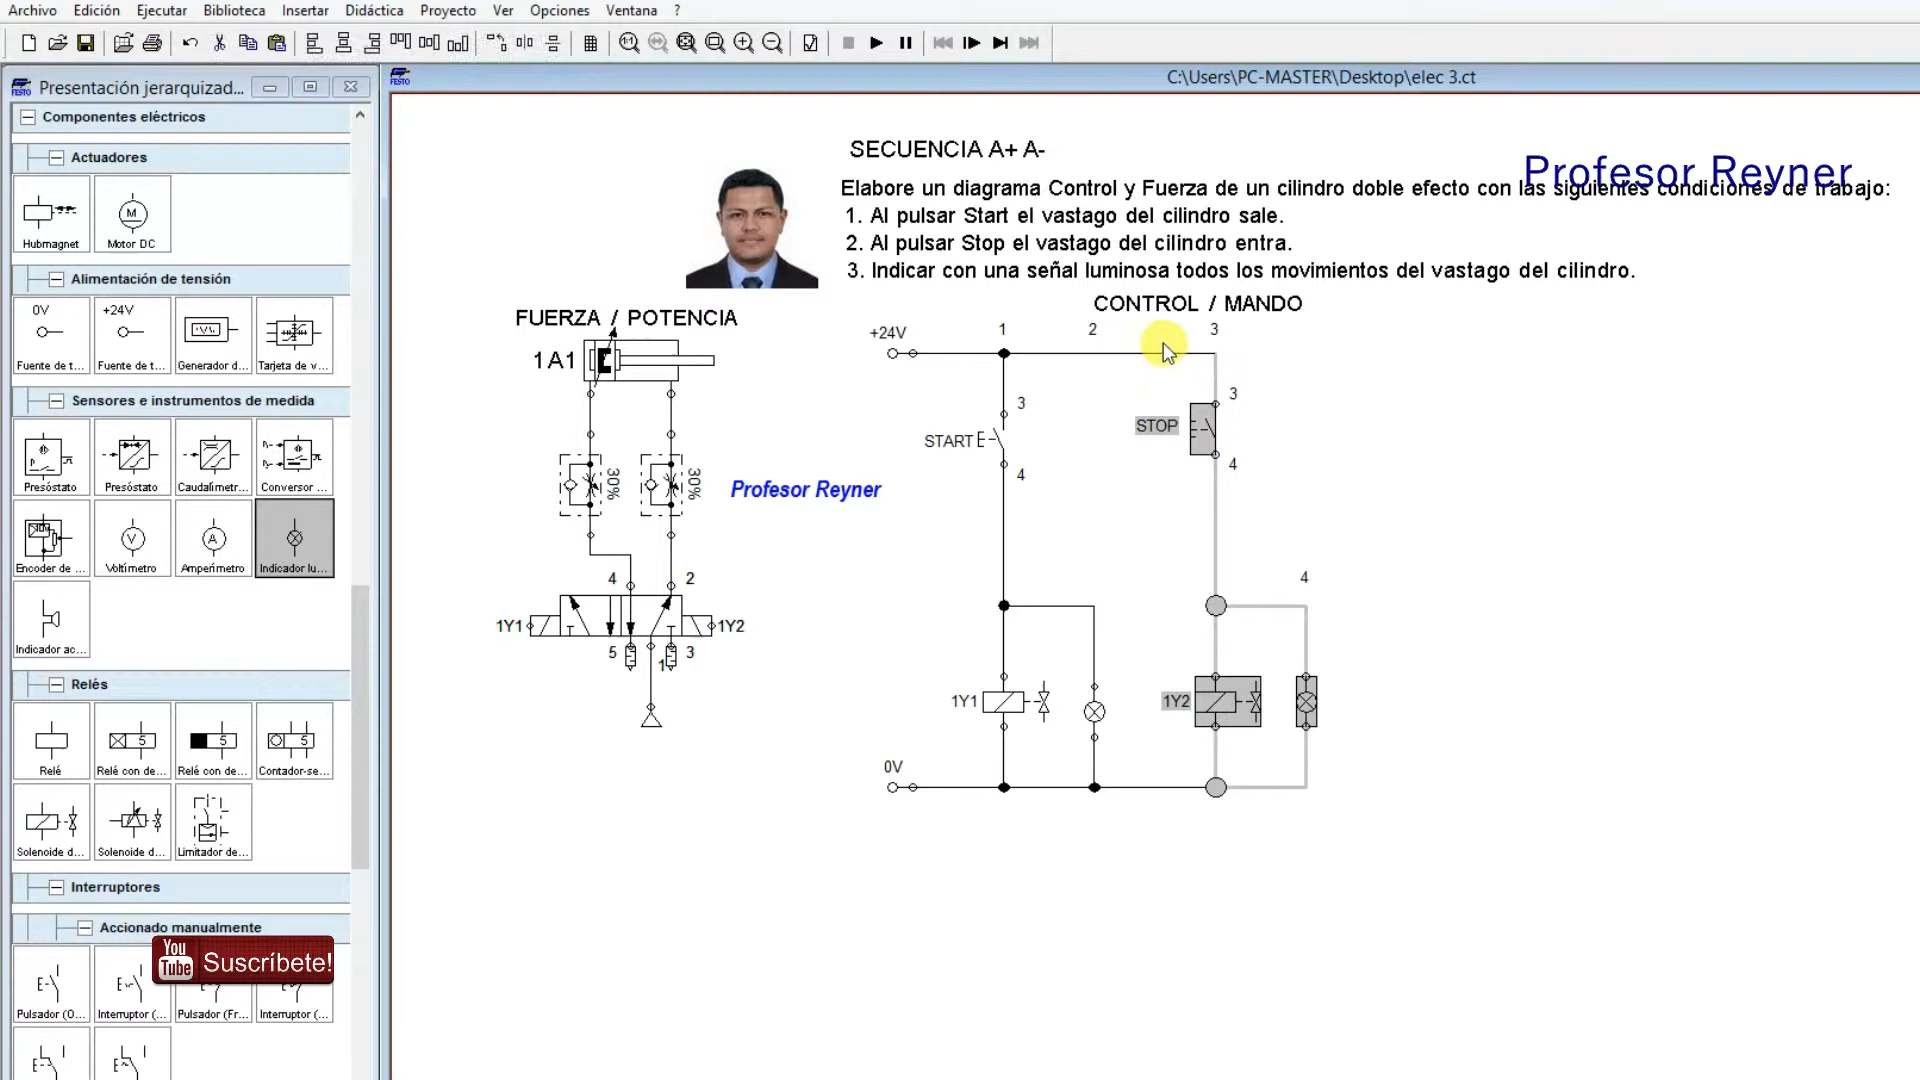 Archivo Edición Ejecutar Biblioteca Insertar Didáctica Proyecto Ver Opciones Ventana ?
Presentación jerarquizad...
C:\Users\PC-MASTER\Desktop\elec 3.ct
Componentes eléctricos
Actuadores
Hubmagnet Motor DC
Alimentación de tensión
0V +24V
Fuente de t... Fuente de t... Generador d... Tarjeta de v...
Sensores e instrumentos de medida
Presóstato Presóstato Caudalímetr... Conversor ...
Encoder de ... Voltímetro Amperímetro Indicador lu...
Indicador ac...
Relés
Relé Relé con de... Relé con de... Contador-se...
Solenoide d... Solenoide d... Limitador de...
Interruptores
Accionado manualmente
You Tube Suscríbete!
Pulsador (O... Interruptor (... Pulsador (Fr... Interruptor (...
SECUENCIA A+ A-
Profesor Reyner
Elabore un diagrama Control y Fuerza de un cilindro doble efecto con las siguientes condiciones de trabajo:
1. Al pulsar Start el vastago del cilindro sale.
2. Al pulsar Stop el vastago del cilindro entra.
3. Indicar con una señal luminosa todos los movimientos del vastago del cilindro.
FUERZA / POTENCIA
CONTROL / MANDO
1A1
30% 30%
Profesor Reyner
4 2
1Y1 1Y2
5 1 3
+24V 1 2 3
3 3
START STOP
4 4
4
1Y1 1Y2
0V